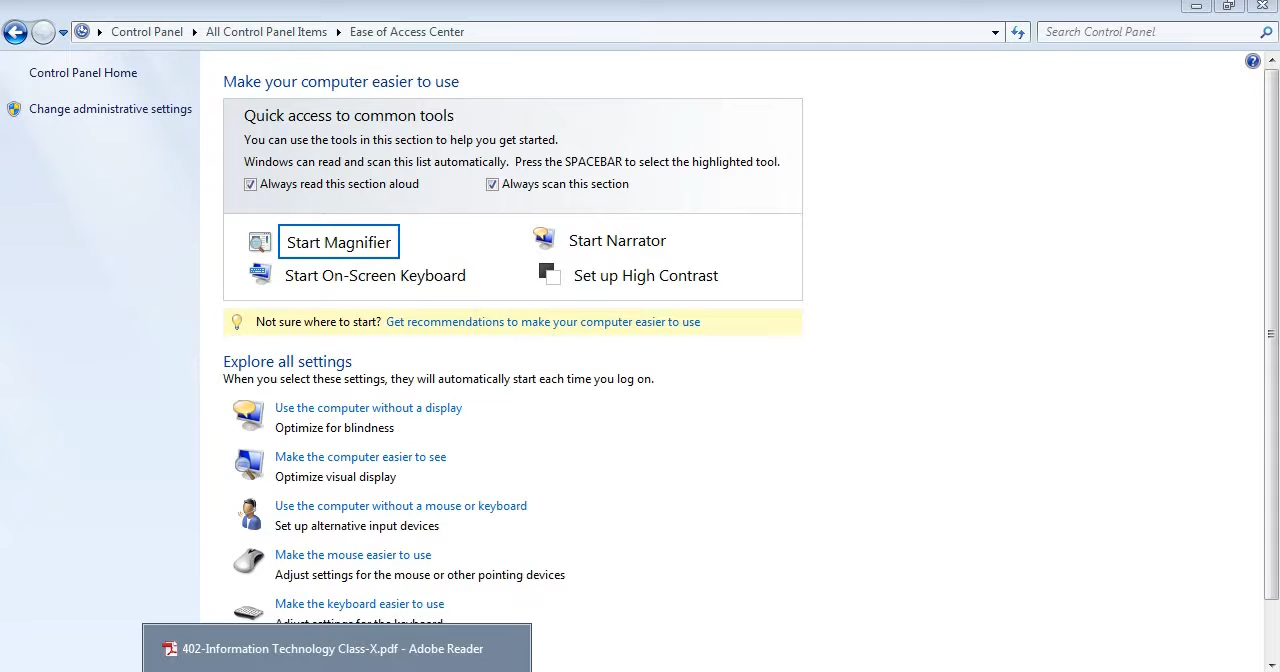 Control Panel ▸ All Control Panel Items ▸ Ease of Access Center
Search Control Panel
Control Panel Home
Change administrative settings
Make your computer easier to use
Quick access to common tools
You can use the tools in this section to help you get started.
Windows can read and scan this list automatically. Press the SPACEBAR to select the highlighted tool.
Always read this section aloud
Always scan this section
Start Magnifier
Start Narrator
Start On-Screen Keyboard
Set up High Contrast
Not sure where to start? Get recommendations to make your computer easier to use
Explore all settings
When you select these settings, they will automatically start each time you log on.
Use the computer without a display
Optimize for blindness
Make the computer easier to see
Optimize visual display
Use the computer without a mouse or keyboard
Set up alternative input devices
Make the mouse easier to use
Adjust settings for the mouse or other pointing devices
Make the keyboard easier to use
Adjust settings for the keyboard
402-Information Technology Class-X.pdf - Adobe Reader